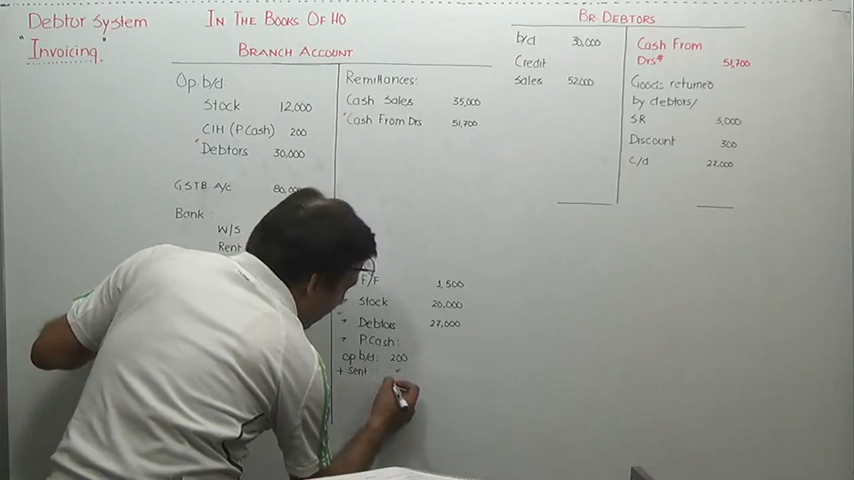 Debtor System
"Invoicing"
In The Books Of HO
Branch Account
Op b/d
Stock 12,000
CIH (P.Cash) 200
Debtors 30,000
GSTB A/c 80,000
Bank:
W/S
Rent
Remittances:
Cash Sales 35,000
Cash From Drs 51,700
F/F
Stock 20,000
Debtors 27,000
P.Cash:
Op b/d: 200
+ Sent :
Br Debtors
b/d 30,000
Credit
Sales 52,000
Cash From
Drs# 51,700
Goods returned
by debtors/
SR 3,000
Discount 300
C/d 27,000